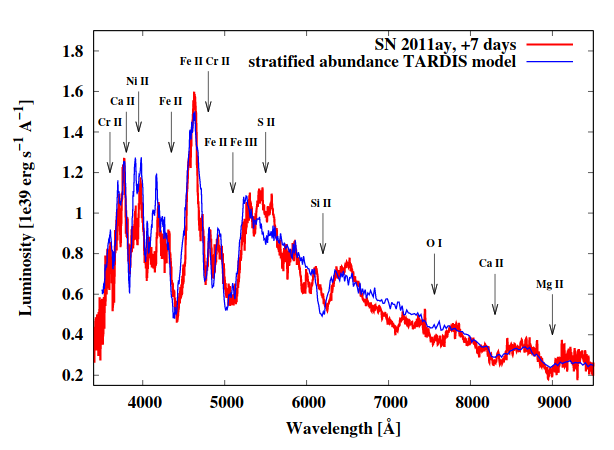 SN 2011ay, +7 days
stratified abundance TARDIS model
Fe II Cr II
Ni II
Ca II
Fe II
Cr II
S II
Fe II Fe III
Si II
O I
Ca II
Mg II
1.8
1.6
1.4
1.2
1
0.8
0.6
0.4
0.2
Luminosity [1e39 erg s⁻¹ A⁻¹]
4000 5000 6000 7000 8000 9000
Wavelength [Å]